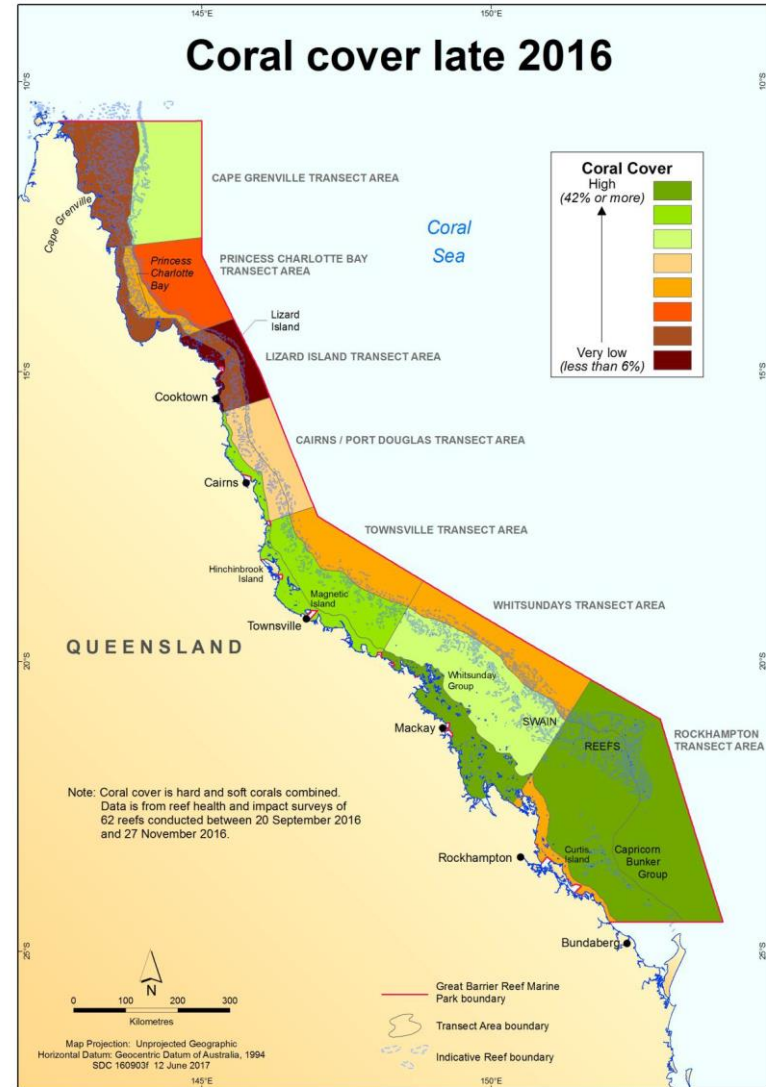 145°E
150°E
Coral cover late 2016
10°S
10°S
Coral Cover
High
(42% or more)
Very low
(less than 6%)
CAPE GRENVILLE TRANSECT AREA
Cape Grenville
Coral
Sea
Princess
Charlotte
Bay
PRINCESS CHARLOTTE BAY
TRANSECT AREA
Lizard
Island
LIZARD ISLAND TRANSECT AREA
15°S
15°S
Cooktown
CAIRNS / PORT DOUGLAS TRANSECT AREA
Cairns
TOWNSVILLE TRANSECT AREA
Hinchinbrook
Island
Magnetic
Island
WHITSUNDAYS TRANSECT AREA
Townsville
QUEENSLAND
20°S
20°S
Whitsunday
Group
SWAIN
Mackay
REEFS
ROCKHAMPTON
TRANSECT AREA
Note: Coral cover is hard and soft corals combined.
Data is from reef health and impact surveys of
62 reefs conducted between 20 September 2016
and 27 November 2016.
Rockhampton
Curtis
Island
Capricorn
Bunker
Group
Bundaberg
25°S
25°S
N
0 100 200 300
Kilometres
Great Barrier Reef Marine
Park boundary
Transect Area boundary
Indicative Reef boundary
Map Projection: Unprojected Geographic
Horizontal Datum: Geocentric Datum of Australia, 1994
SDC 160903f 12 June 2017
145°E
150°E